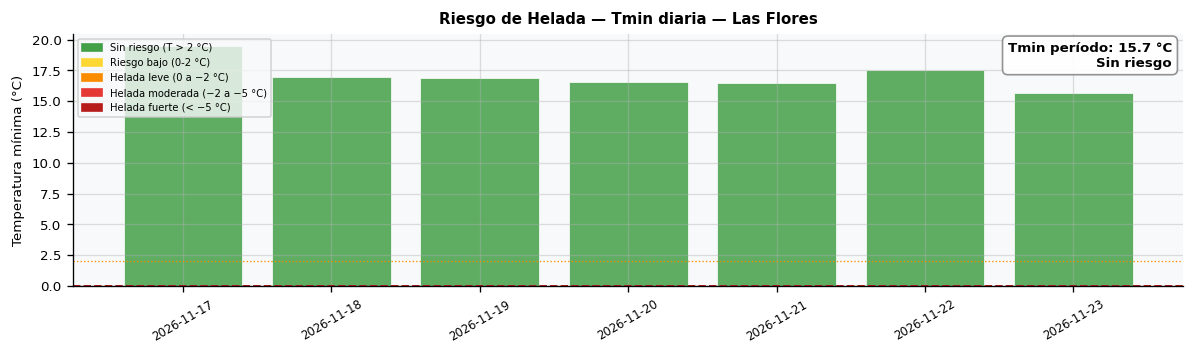 Riesgo de Helada — Tmin diaria — Las Flores
Temperatura mínima (°C)
20.0
17.5
15.0
12.5
10.0
7.5
5.0
2.5
0.0
Sin riesgo (T > 2 °C)
Riesgo bajo (0-2 °C)
Helada leve (0 a −2 °C)
Helada moderada (−2 a −5 °C)
Helada fuerte (< −5 °C)
Tmin período: 15.7 °C
Sin riesgo
2026-11-17
2026-11-18
2026-11-19
2026-11-20
2026-11-21
2026-11-22
2026-11-23